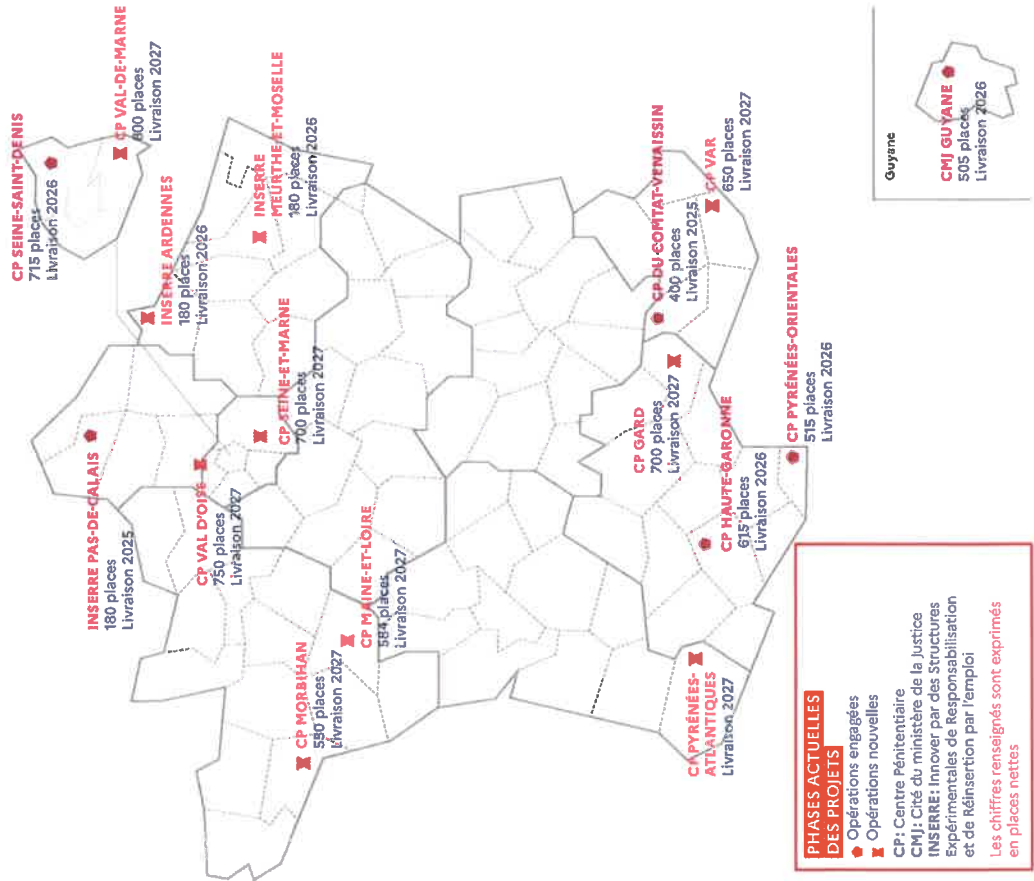 CP SEINE-SAINT-DENIS
715 places
Livraison 2026
CP VAL-DE-MARNE
800 places
Livraison 2027
INSERRE ARDENNES
180 places
Livraison 2026
INSERRE
MEURTHE-ET-MOSELLE
180 places
Livraison 2026
INSERRE PAS-DE-CALAIS
180 places
Livraison 2025
CP VAL D'OISE
750 places
Livraison 2027
CP SEINE-ET-MARNE
700 places
Livraison 2027
CP MORBIHAN
550 places
Livraison 2027
CP MAINE-ET-LOIRE
584 places
Livraison 2027
CP DU COMTAT-VENAISSIN
400 places
Livraison 2025
CP VAR
650 places
Livraison 2027
CP GARD
700 places
Livraison 2027
CP HAUTE-GARONNE
615 places
Livraison 2026
CP PYRÉNÉES-ORIENTALES
515 places
Livraison 2026
CP PYRÉNÉES-
ATLANTIQUES
Livraison 2027
Guyane
CMJ GUYANE
505 places
Livraison 2026
PHASES ACTUELLES
DES PROJETS
Opérations engagées
Opérations nouvelles
CP: Centre Pénitentiaire
CMJ: Cité du ministère de la Justice
INSERRE: Innover par des Structures
Expérimentales de Responsabilisation
et de Réinsertion par l'emploi
Les chiffres renseignés sont exprimés
en places nettes